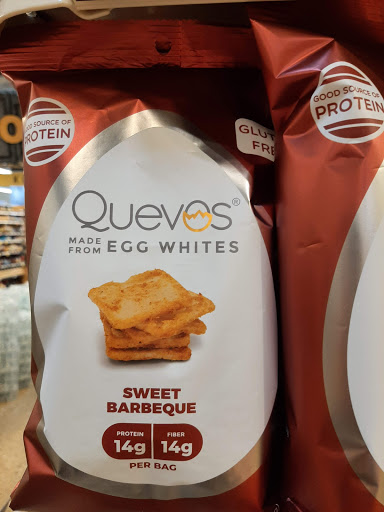 GOOD SOURCE OF
PROTEIN
GLUT
FRE
QUEVOS®
MADE
FROM EGG WHITES
SWEET
BARBEQUE
PROTEIN
14g
FIBER
14g
PER BAG
GOOD SOURCE OF
PROTEIN